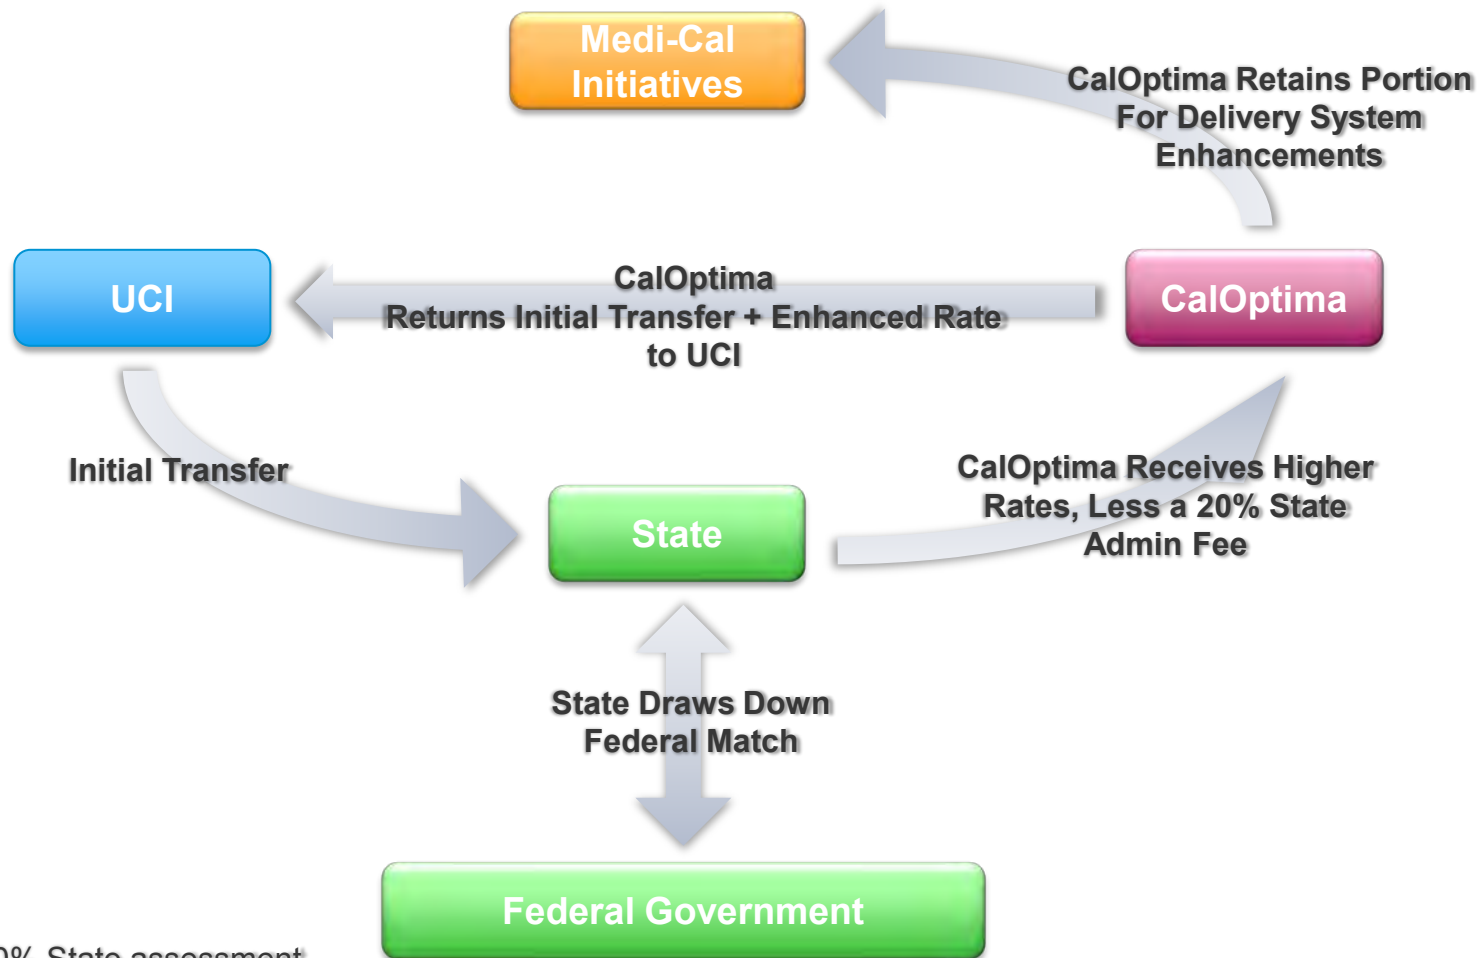 Medi-Cal
Initiatives
CalOptima Retains Portion
For Delivery System
Enhancements
UCI
CalOptima
Returns Initial Transfer + Enhanced Rate
to UCI
CalOptima
Initial Transfer
State
CalOptima Receives Higher
Rates, Less a 20% State
Admin Fee
State Draws Down
Federal Match
Federal Government
% State assessment